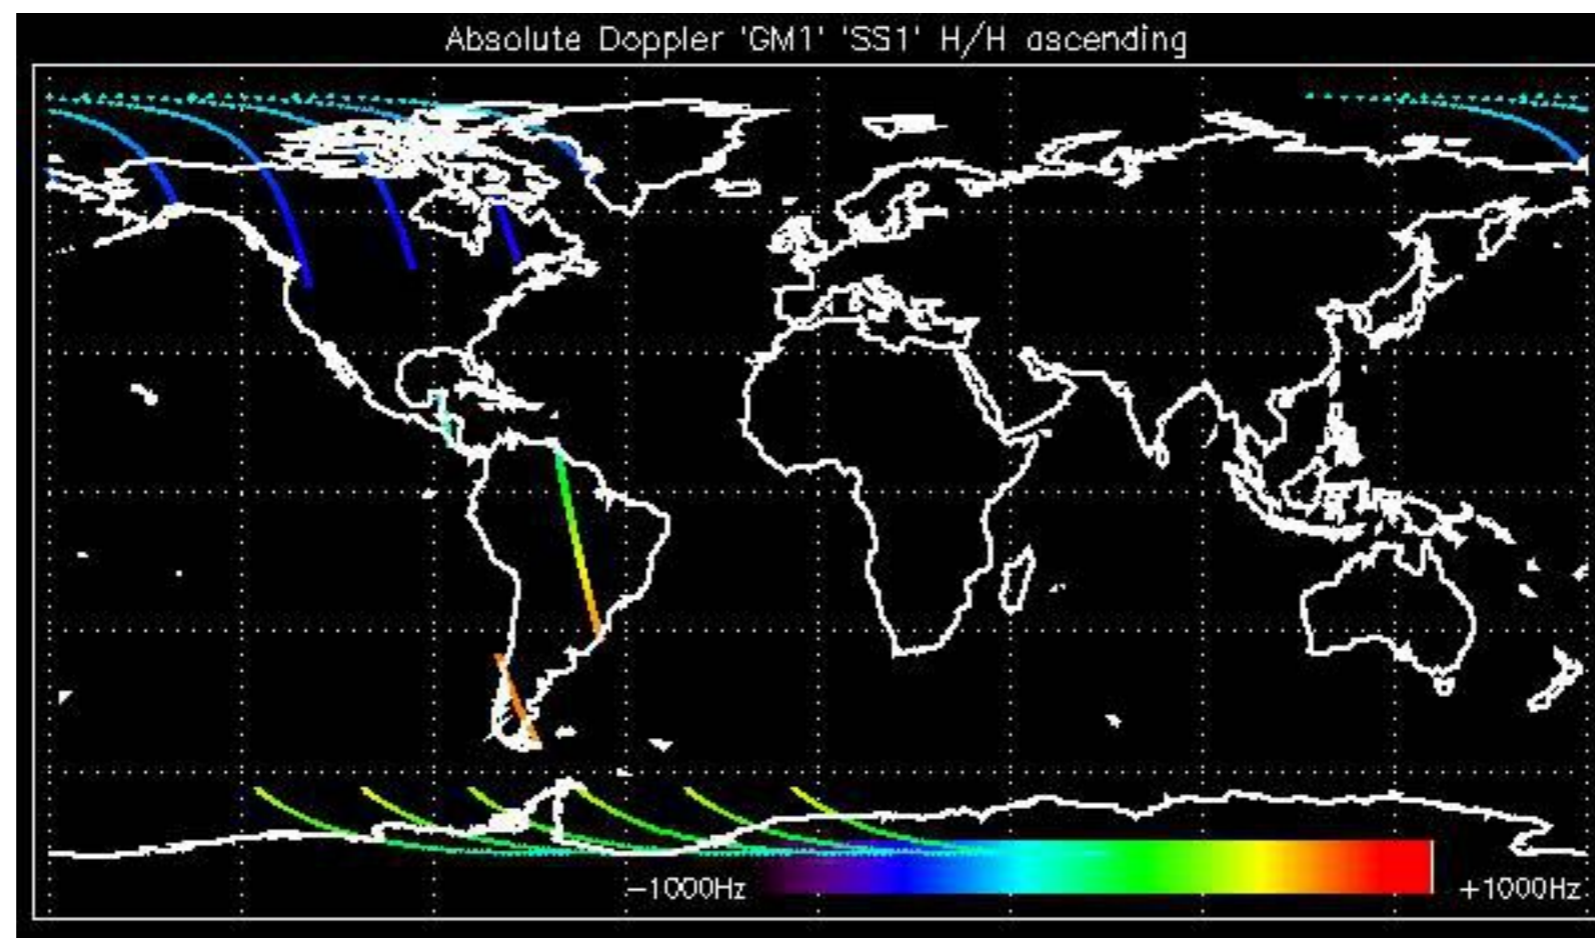 Absolute Doppler 'GM1' 'SS1' H/H ascending
-1000Hz
+1000Hz